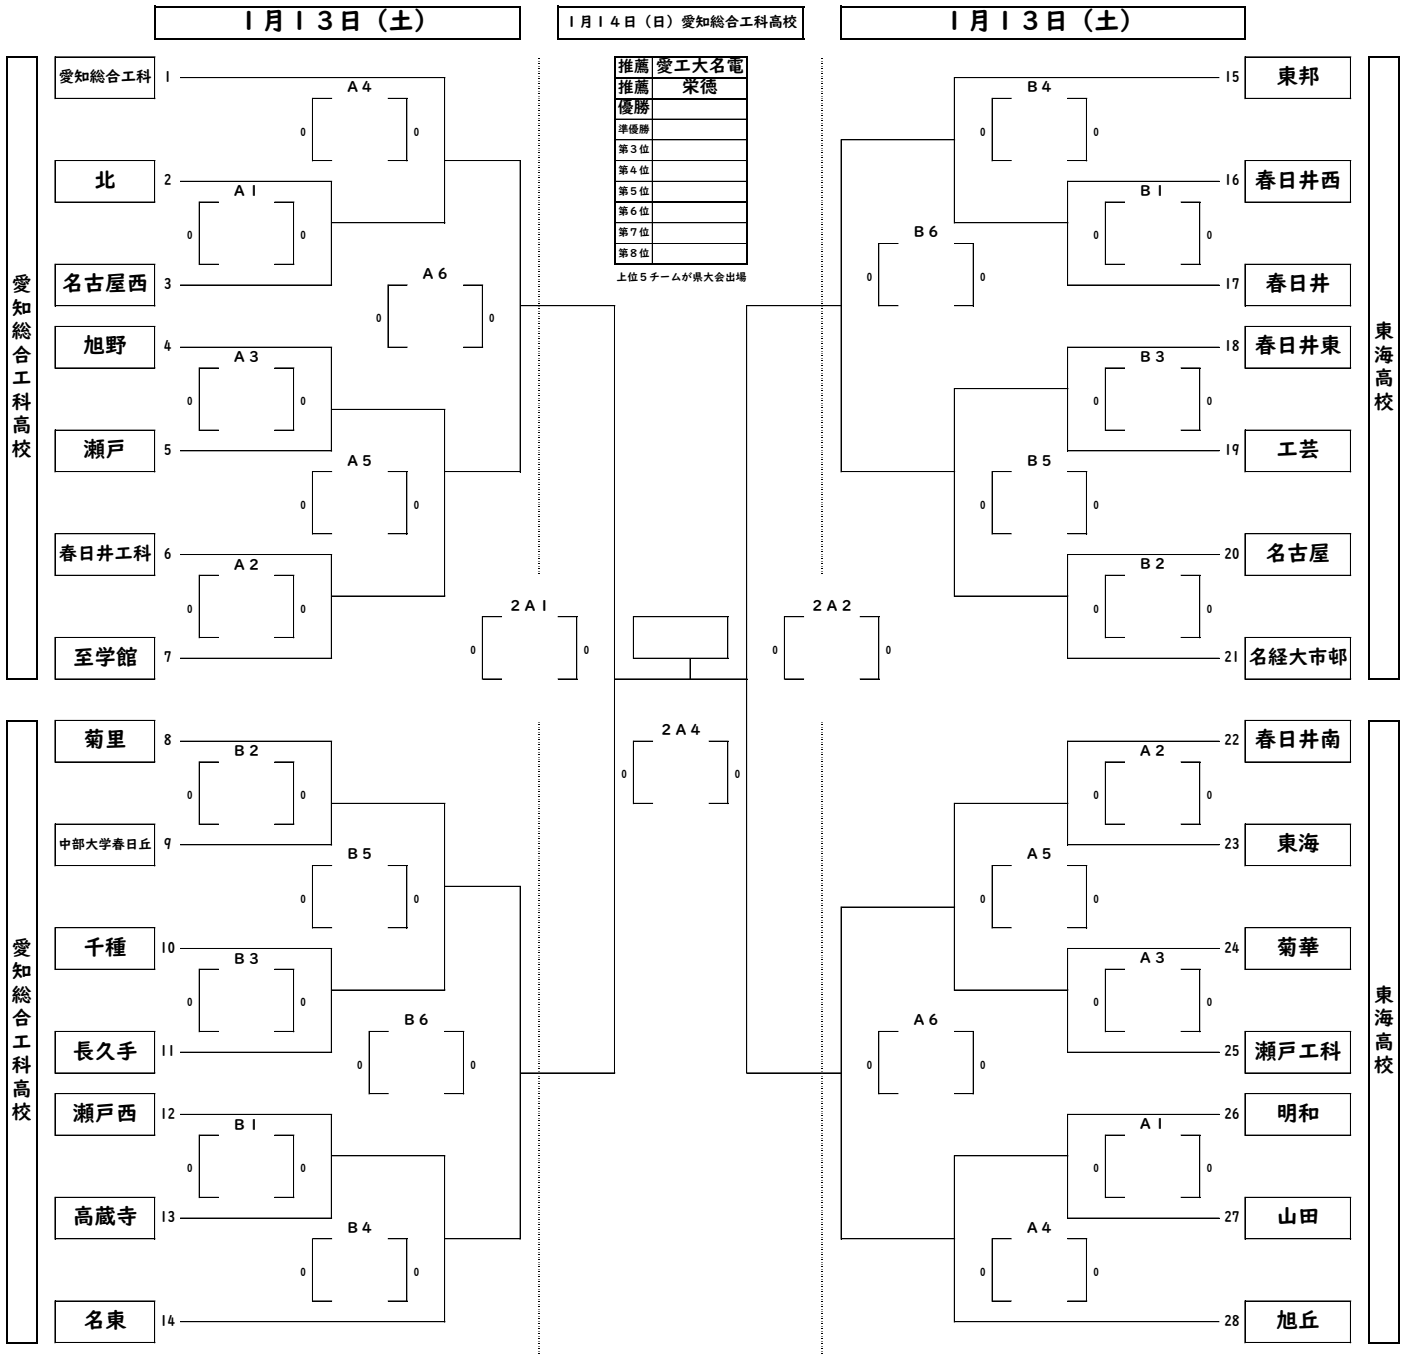 １月１３日（土）
１月１４日（日）愛知総合工科高校
１月１３日（土）
推薦 愛工大名電
推薦 栄徳
優勝
準優勝
第３位
第４位
第５位
第６位
第７位
第８位
上位５チームが県大会出場
愛知総合工科高校
愛知総合工科 1
A4
0 0
北 2
A1
0 0
名古屋西 3
A6
0 0
旭野 4
A3
0 0
瀬戸 5
A5
0 0
春日井工科 6
A2
0 0
至学館 7
愛知総合工科高校
菊里 8
B2
0 0
中部大学春日丘 9
B5
0 0
千種 10
B3
0 0
長久手 11
B6
0 0
瀬戸西 12
B1
0 0
高蔵寺 13
B4
0 0
名東 14
2A1
0 0
2A2
0 0
2A4
0 0
東海高校
15 東邦
B4
0 0
16 春日井西
B1
0 0
17 春日井
B6
0 0
18 春日井東
B3
0 0
19 工芸
B5
0 0
20 名古屋
B2
0 0
21 名経大市邨
東海高校
22 春日井南
A2
0 0
23 東海
A5
0 0
24 菊華
A3
0 0
25 瀬戸工科
A6
0 0
26 明和
A1
0 0
27 山田
A4
0 0
28 旭丘